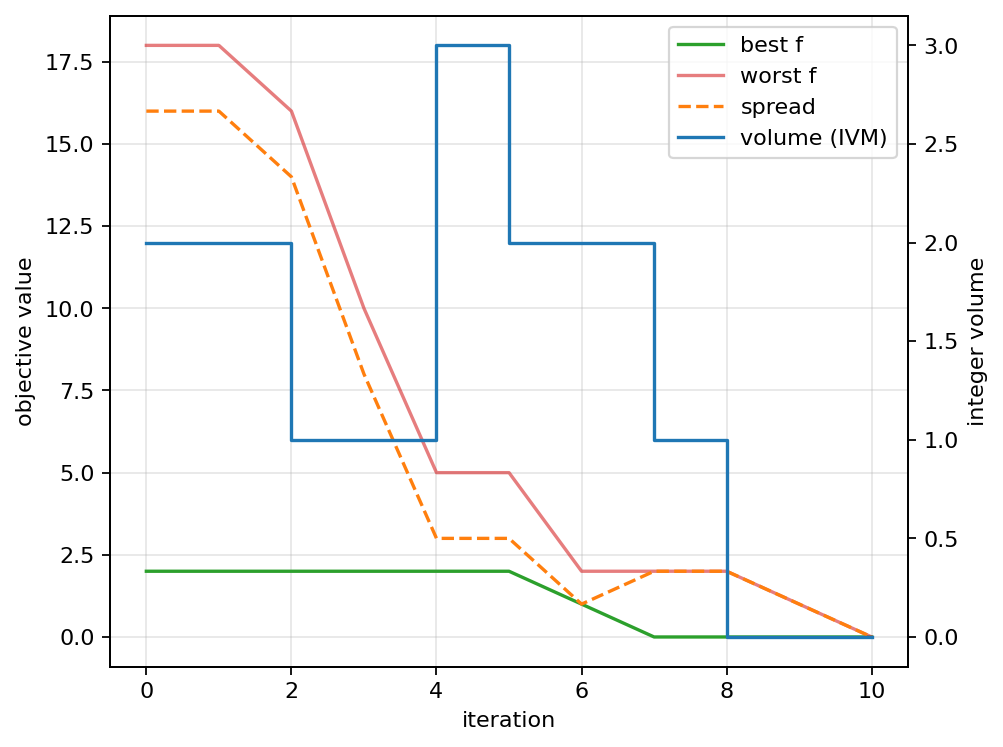 best f
worst f
spread
volume (IVM)
17.5
15.0
12.5
10.0
7.5
5.0
2.5
0.0
objective value
3.0
2.5
2.0
1.5
1.0
0.5
0.0
integer volume
0 2 4 6 8 10
iteration